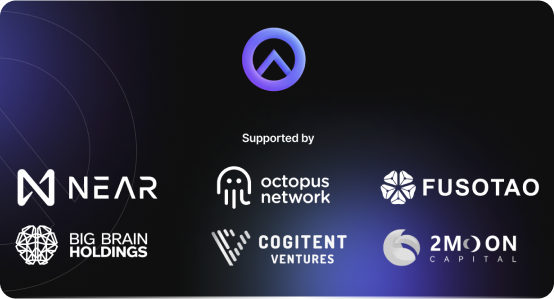 Supported by
NEAR
octopus
network
FUSOTAO
BIG BRAIN
HOLDINGS
COGITENT
VENTURES
2MOON
CAPITAL